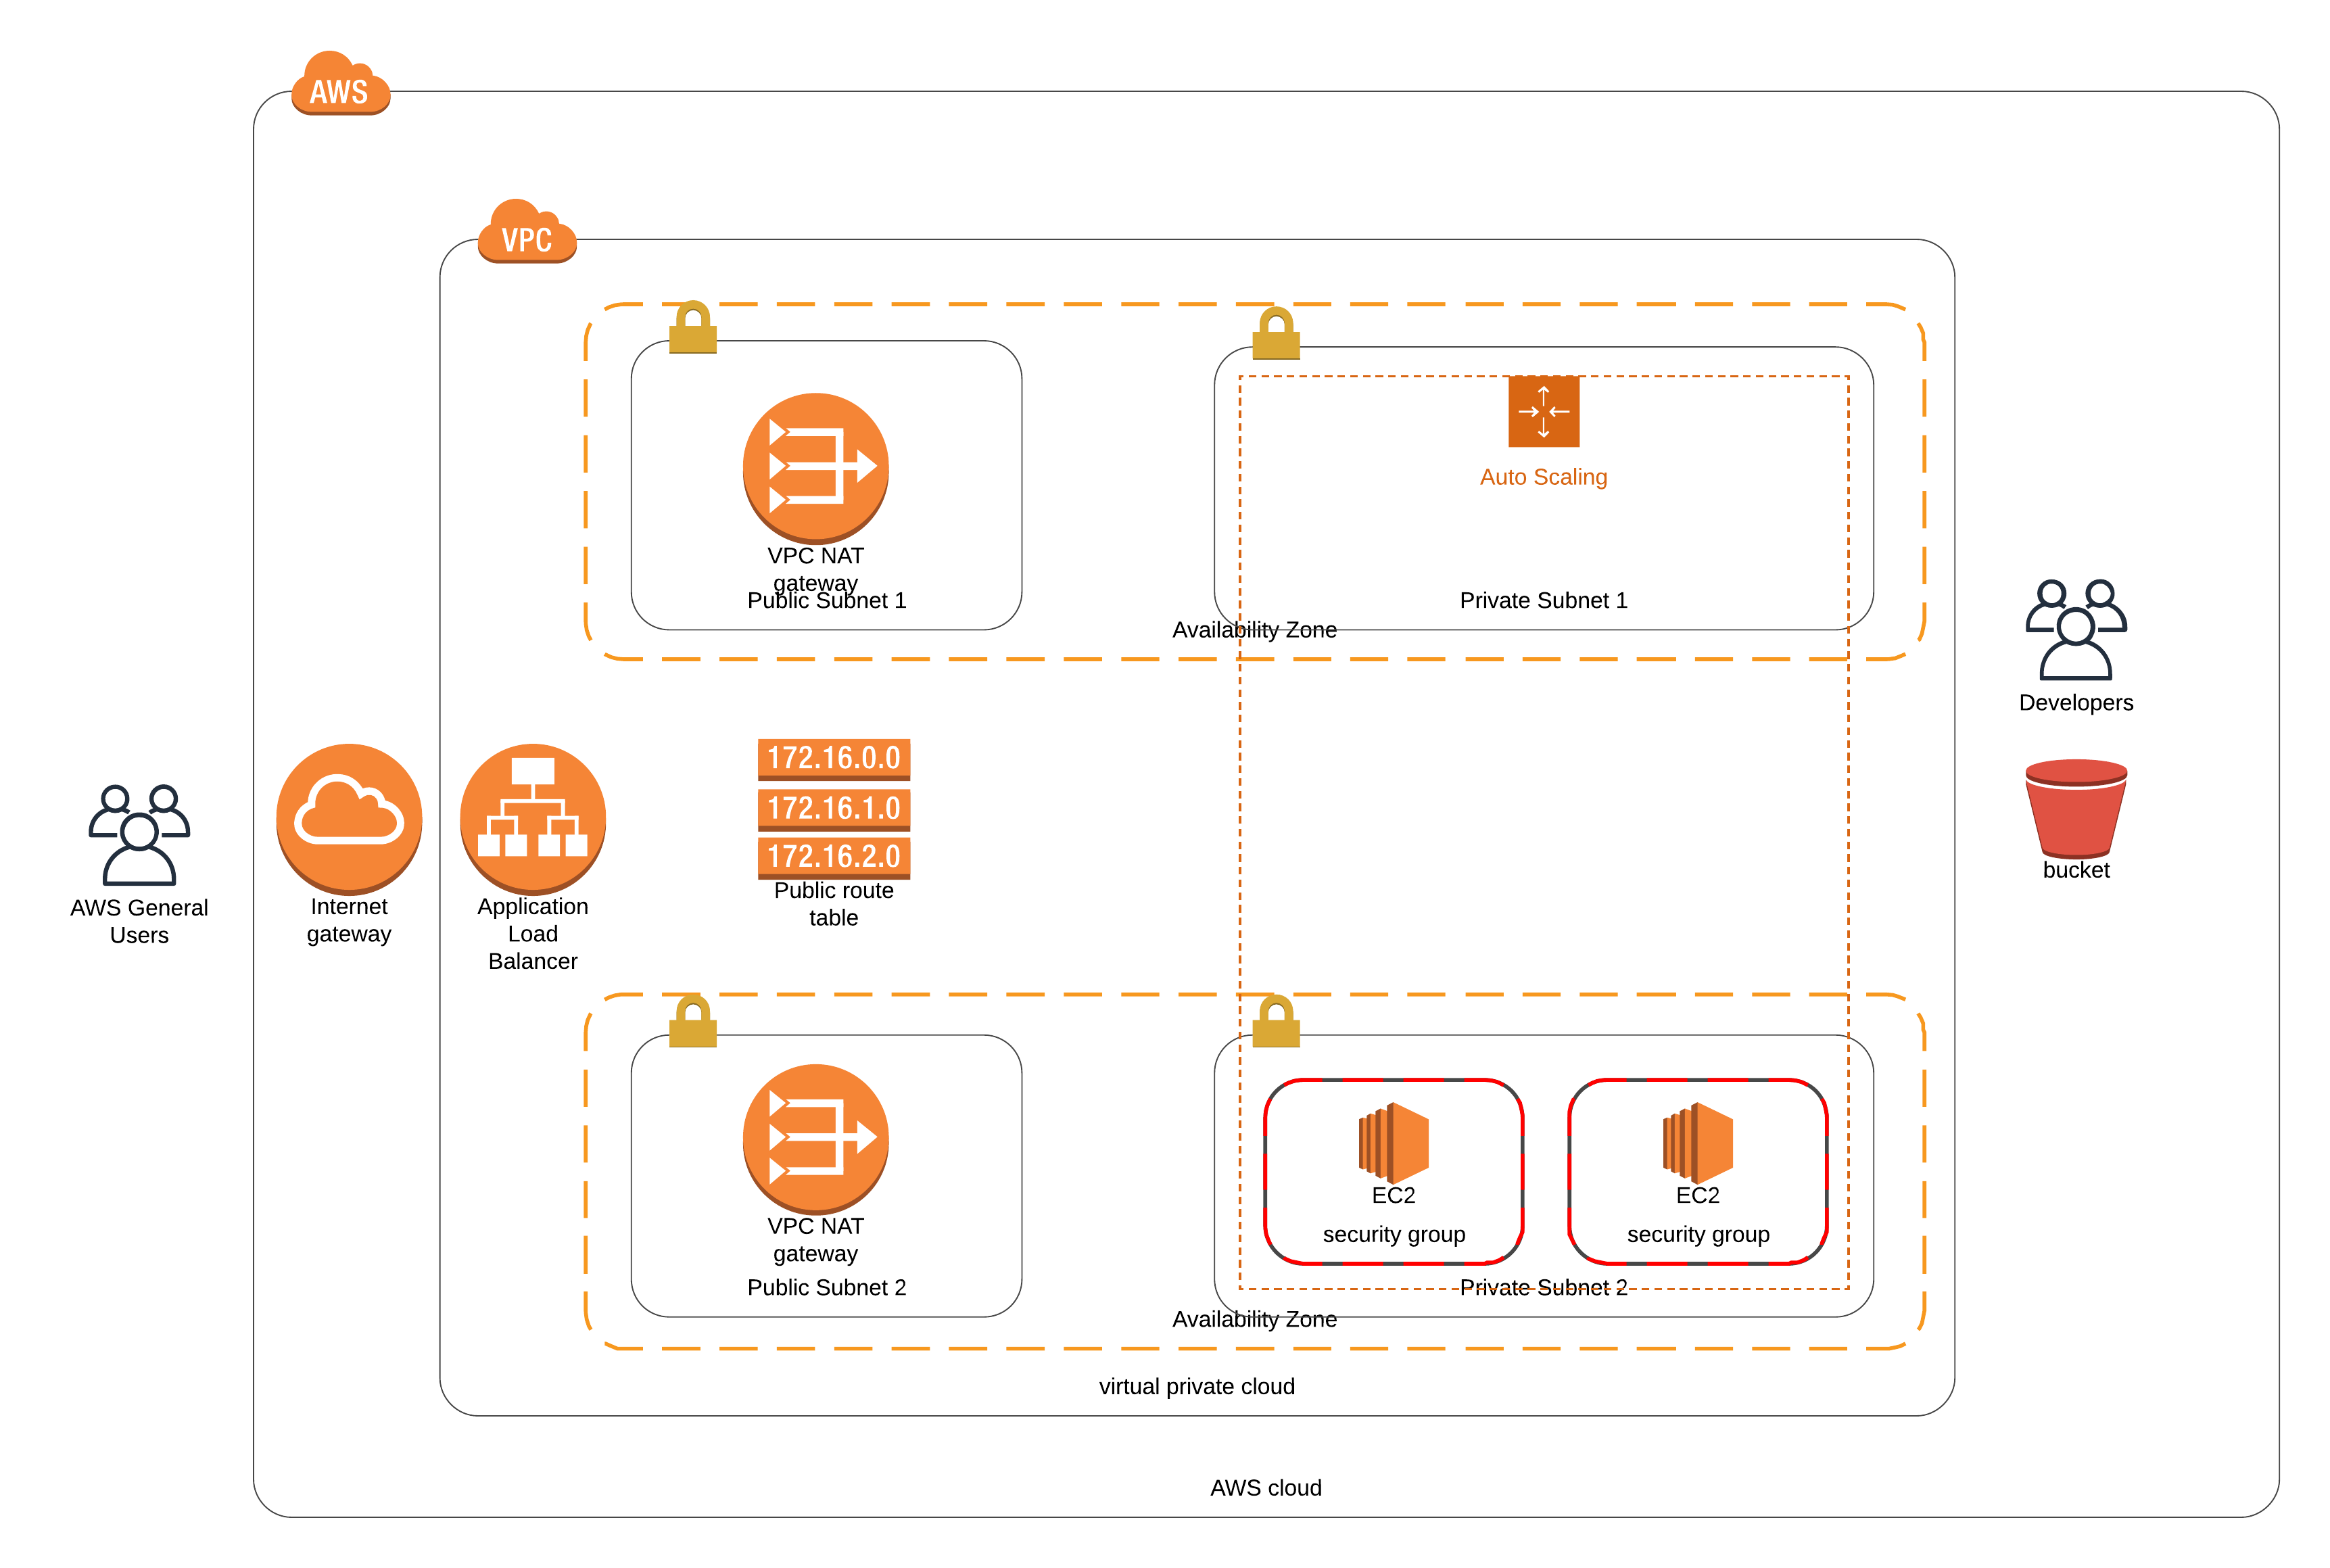 AWS
VPC
VPC NAT
gateway
Public Subnet 1
Auto Scaling
Private Subnet 1
Availability Zone
Developers
172.16.0.0
172.16.1.0
172.16.2.0
Public route
table
AWS General
Users
Internet
gateway
Application
Load
Balancer
bucket
VPC NAT
gateway
Public Subnet 2
EC2
security group
EC2
security group
Private Subnet 2
Availability Zone
virtual private cloud
AWS cloud